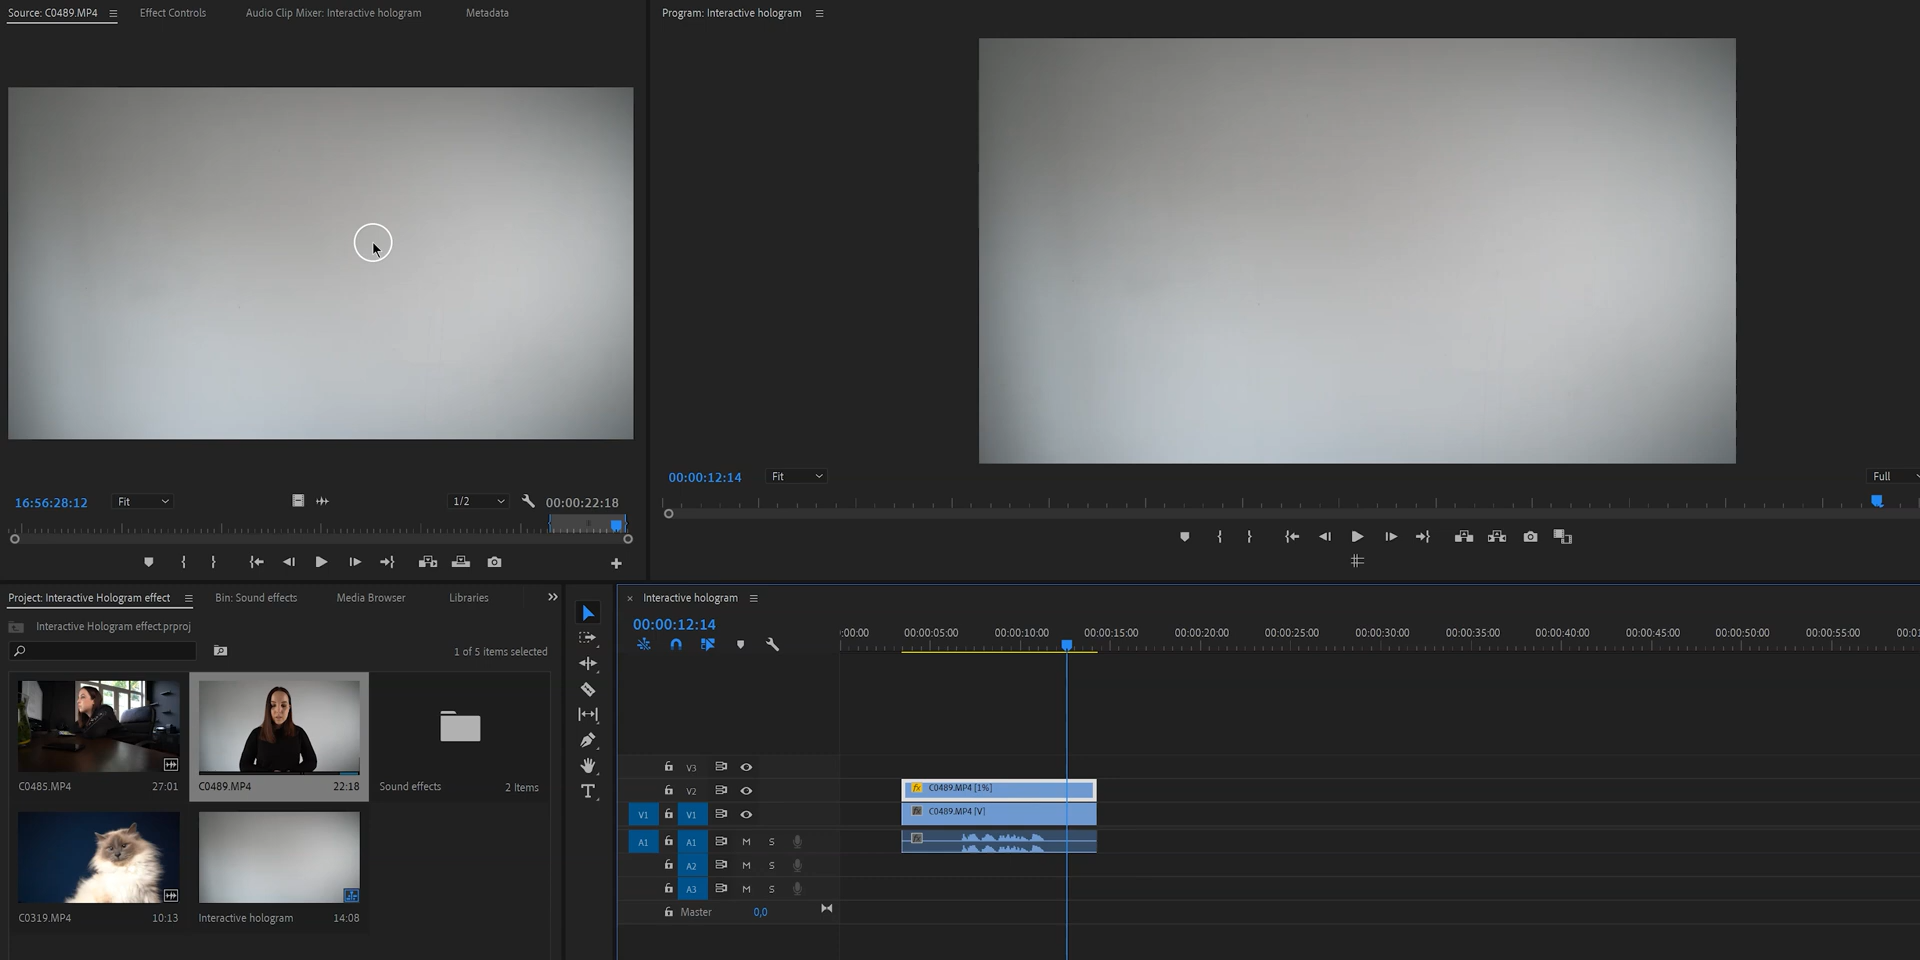 Source: C0489.MP4
Effect Controls
Audio Clip Mixer: Interactive hologram
Metadata
Program: Interactive hologram
16:56:28:12
Fit
1/2
00:00:22:18
00:00:12:14
Fit
Full
Project: Interactive Hologram effect
Bin: Sound effects
Media Browser
Libraries
Interactive Hologram effect.prproj
1 of 5 items selected
C0485.MP4
27:01
C0489.MP4
22:18
Sound effects
2 Items
C0319.MP4
10:13
Interactive hologram
14:08
× Interactive hologram
00:00:12:14
:00:00
00:00:05:00
00:00:10:00
00:00:15:00
00:00:20:00
00:00:25:00
00:00:30:00
00:00:35:00
00:00:40:00
00:00:45:00
00:00:50:00
00:00:55:00
00:01
V3
V2
fx C0489.MP4 [1%]
V1 V1
fx C0489.MP4 [V]
A1 A1 M S
fx
A2 M S
A3 M S
Master 0,0
T